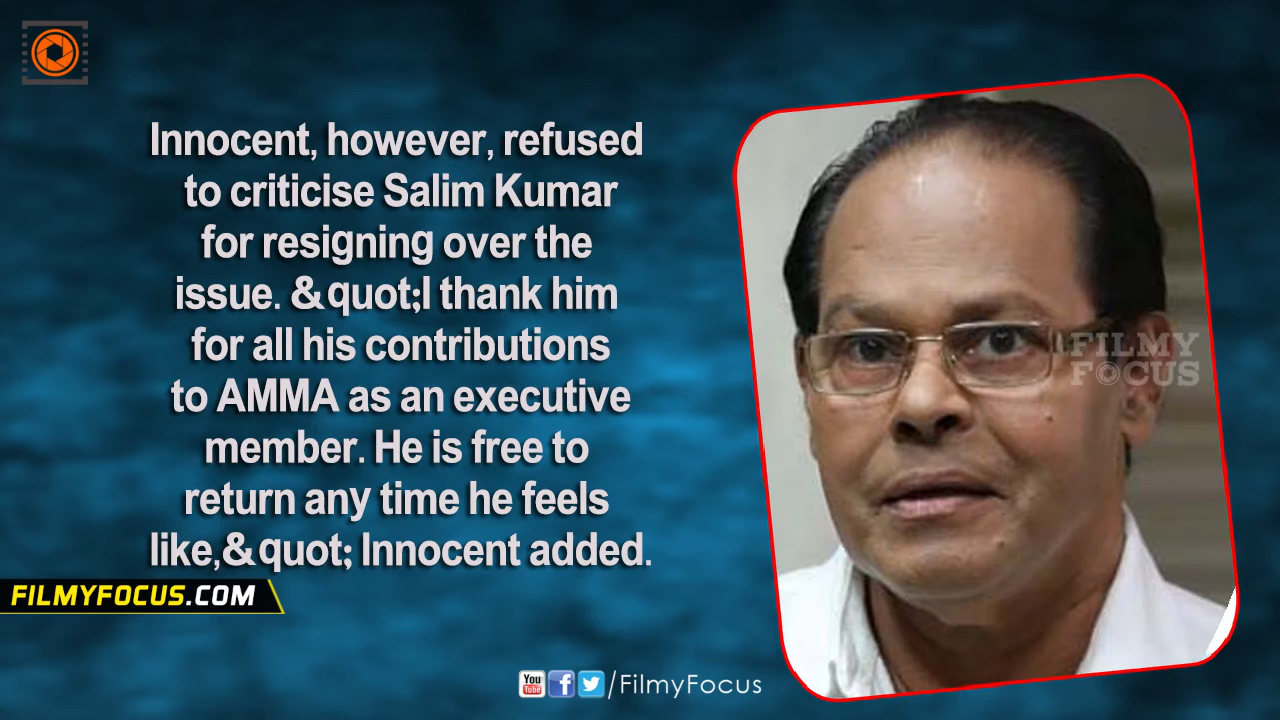 Innocent, however, refused
to criticise Salim Kumar
for resigning over the
issue. &quot;I thank him
for all his contributions
to AMMA as an executive
member. He is free to
return any time he feels
like,&quot; Innocent added.
FILMY
FOCUS
FILMYFOCUS.COM
You Tube f /FilmyFocus